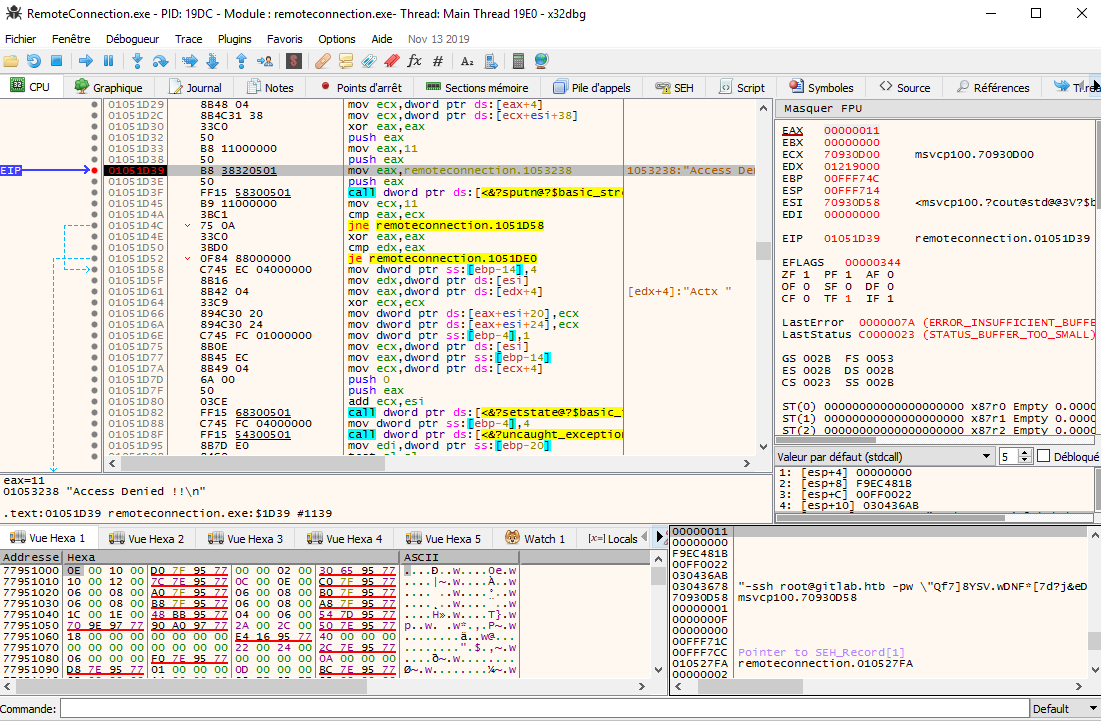 RemoteConnection.exe - PID: 19DC - Module : remoteconnection.exe- Thread: Main Thread 19E0 - x32dbg
Fichier Fenêtre Débogueur Trace Plugins Favoris Options Aide Nov 13 2019
CPU Graphique Journal Notes Points d'arrêt Sections mémoire Pile d'appels SEH Script Symboles Source Références
01051D29 8B48 04 mov ecx,dword ptr ds:[eax+4]
01051D2C 8B4C31 38 mov ecx,dword ptr ds:[ecx+esi+38]
01051D30 33C0 xor eax,eax
01051D32 50 push eax
01051D33 B8 11000000 mov eax,11
01051D38 50 push eax
EIP 01051D39 B8 38320501 mov eax,remoteconnection.1053238 1053238:"Access De
01051D3E 50 push eax
01051D3F FF15 58300501 call dword ptr ds:[<&?sputn@?$basic_str
01051D45 B9 11000000 mov ecx,11
01051D4A 3BC1 cmp eax,ecx
01051D4C 75 0A jne remoteconnection.1051D58
01051D4E 33C0 xor eax,eax
01051D50 3BD0 cmp edx,eax
01051D52 0F84 88000000 je remoteconnection.1051DE0
01051D58 C745 EC 04000000 mov dword ptr ss:[ebp-14],4
01051D5F 8B16 mov edx,dword ptr ds:[esi]
01051D61 8B42 04 mov eax,dword ptr ds:[edx+4] [edx+4]:"Actx "
01051D64 33C9 xor ecx,ecx
01051D66 894C30 20 mov dword ptr ds:[eax+esi+20],ecx
01051D6A 894C30 24 mov dword ptr ds:[eax+esi+24],ecx
01051D6E C745 FC 01000000 mov dword ptr ss:[ebp-4],1
01051D75 8B0E mov ecx,dword ptr ds:[esi]
01051D77 8B45 EC mov eax,dword ptr ss:[ebp-14]
01051D7A 8B49 04 mov ecx,dword ptr ds:[ecx+4]
01051D7D 6A 00 push 0
01051D7F 50 push eax
01051D80 03CE add ecx,esi
01051D82 FF15 68300501 call dword ptr ds:[<&?setstate@?$basic_
01051D88 C745 FC 04000000 mov dword ptr ss:[ebp-4],4
01051D8F FF15 54300501 call dword ptr ds:[<&?uncaught_exception
01051D95 8B7D E0 mov edi,dword ptr ss:[ebp-20]
Masquer FPU
EAX 00000011
EBX 00000000
ECX 70930D00 msvcp100.70930D00
EDX 01219000
EBP 00FFF74C
ESP 00FFF714
ESI 70930D58 <msvcp100.?cout@std@@3V?$b
EDI 00000000
EIP 01051D39 remoteconnection.01051D39
EFLAGS 00000344
ZF 1 PF 1 AF 0
OF 0 SF 0 DF 0
CF 0 TF 1 IF 1
LastError 0000007A (ERROR_INSUFFICIENT_BUFFE
LastStatus C0000023 (STATUS_BUFFER_TOO_SMALL)
GS 002B FS 0053
ES 002B DS 002B
CS 0023 SS 002B
ST(0) 00000000000000000000 x87r0 Empty 0.000
ST(1) 00000000000000000000 x87r1 Empty 0.000
ST(2) 00000000000000000000 x87r2 Empty 0.000
Valeur par défaut (stdcall) 5 Débloqué
1: [esp+4] 00000000
2: [esp+8] F9EC481B
3: [esp+C] 00FF0022
4: [esp+10] 030436AB
eax=11
01053238 "Access Denied !!\n"
.text:01051D39 remoteconnection.exe:$1D39 #1139
Vue Hexa 1 Vue Hexa 2 Vue Hexa 3 Vue Hexa 4 Vue Hexa 5 Watch 1 [x=] Locals
Addresse Hexa ASCII
77951000 0E 00 10 00 D0 7F 95 77 00 00 02 00 30 65 95 77 ....Ð..w....0e.w
77951010 10 00 12 00 7C 7E 95 77 0C 00 0E 00 C0 7F 95 77 ....|~.w....À..w
77951020 06 00 08 00 A0 7F 95 77 06 00 08 00 B0 7F 95 77
77951030 06 00 08 00 B8 7F 95 77 06 00 08 00 A8 7F 95 77
77951040 1C 00 1E 00 48 BB 95 77 04 00 06 00 54 7D 95 77
77951050 70 9E 97 77 90 A0 97 77 2A 00 2C 00 50 7E 95 77
77951060 18 00 00 00 00 00 00 00 E4 16 95 77 40 00 00 00
77951070 00 00 00 00 00 00 00 00 22 00 24 00 2C 7E 95 77
77951080 06 00 00 00 F0 7E 95 77 00 00 00 00 0A 00 00 00
77951090 D8 7E 95 77 01 00 00 00 0D 00 00 00 BC 7E 95 77
00000011
00000000
F9EC481B
00FF0022
030436AB
03043678 "-ssh root@gitlab.htb -pw \"Qf7]8YSV.wDNF*[7d?j&eD
70930D58 msvcp100.70930D58
00000001
0000000F
00000000
00FFF71C
00FFF7CC Pointer to SEH_Record[1]
010527FA remoteconnection.010527FA
00000002
Commande: Default